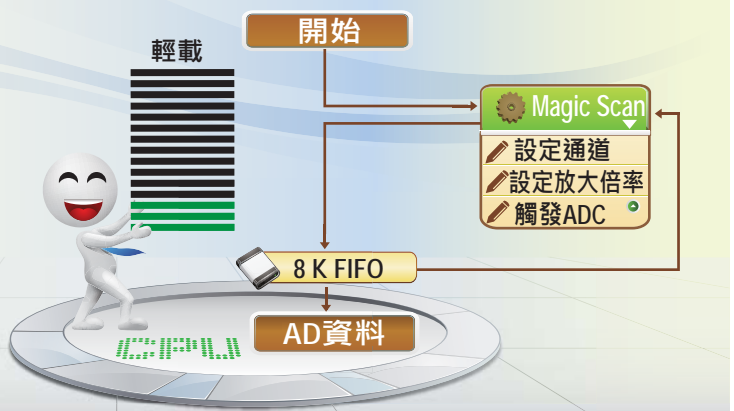 開始
輕載
Magic Scan
設定通道
設定放大倍率
觸發ADC
8 K FIFO
AD資料
CPU